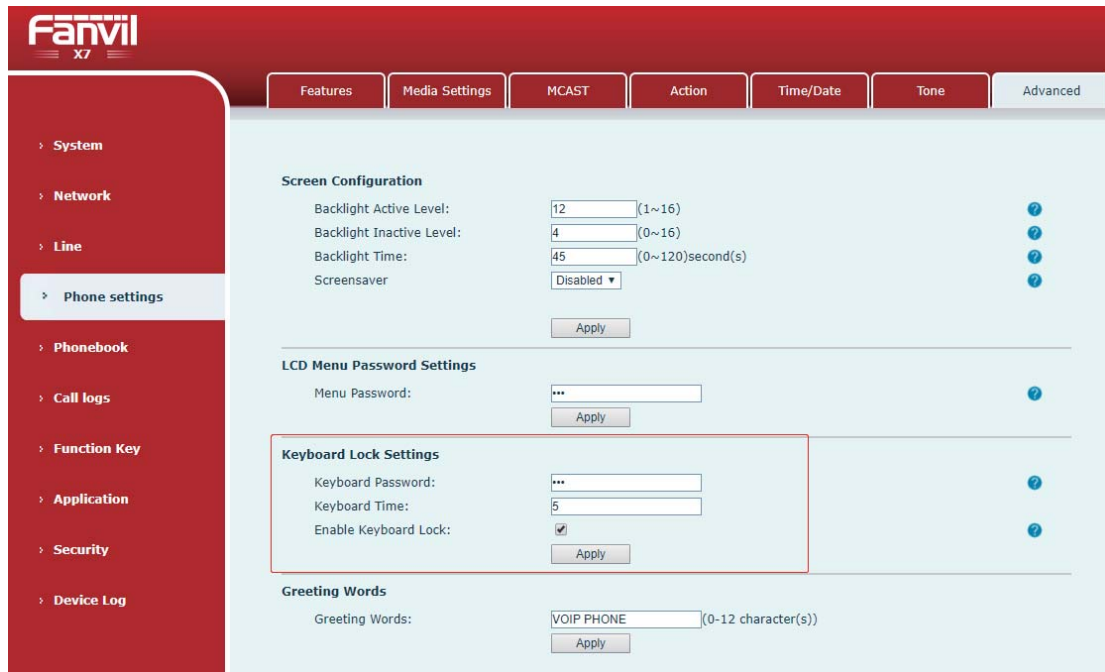 Fanvil
X7
Features Media Settings MCAST Action Time/Date Tone Advanced
› System
› Network
› Line
› Phone settings
› Phonebook
› Call logs
› Function Key
› Application
› Security
› Device Log
Screen Configuration
Backlight Active Level: 12 (1~16) ?
Backlight Inactive Level: 4 (0~16) ?
Backlight Time: 45 (0~120)second(s) ?
Screensaver Disabled ▼ ?
Apply
LCD Menu Password Settings
Menu Password: ••• ?
Apply
Keyboard Lock Settings
Keyboard Password: ••• ?
Keyboard Time: 5
Enable Keyboard Lock: ✔ ?
Apply
Greeting Words
Greeting Words: VOIP PHONE (0-12 character(s))
Apply